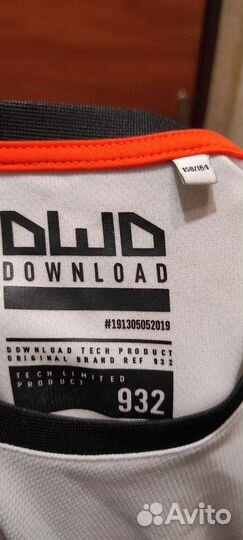 158/164
DWD
DOWNLOAD
#191305052019
DOWNLOAD TECH PRODUCT
ORIGINAL BRAND REF 932
TECH LIMITED
PRODUCT
932
Avito